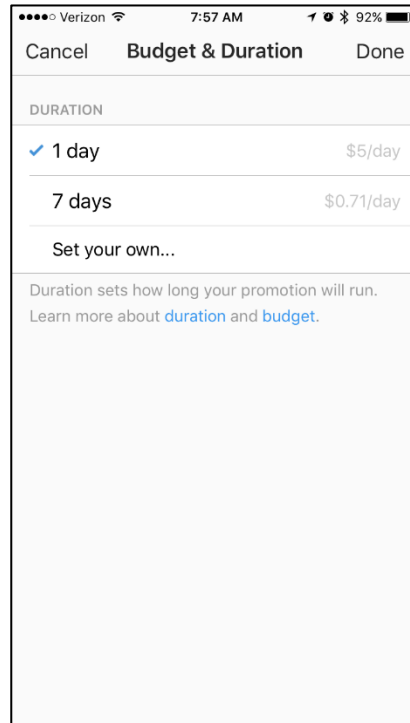 Verizon 7:57 AM 92%
Cancel Budget & Duration Done
DURATION
1 day $5/day
7 days $0.71/day
Set your own...
Duration sets how long your promotion will run.
Learn more about duration and budget.